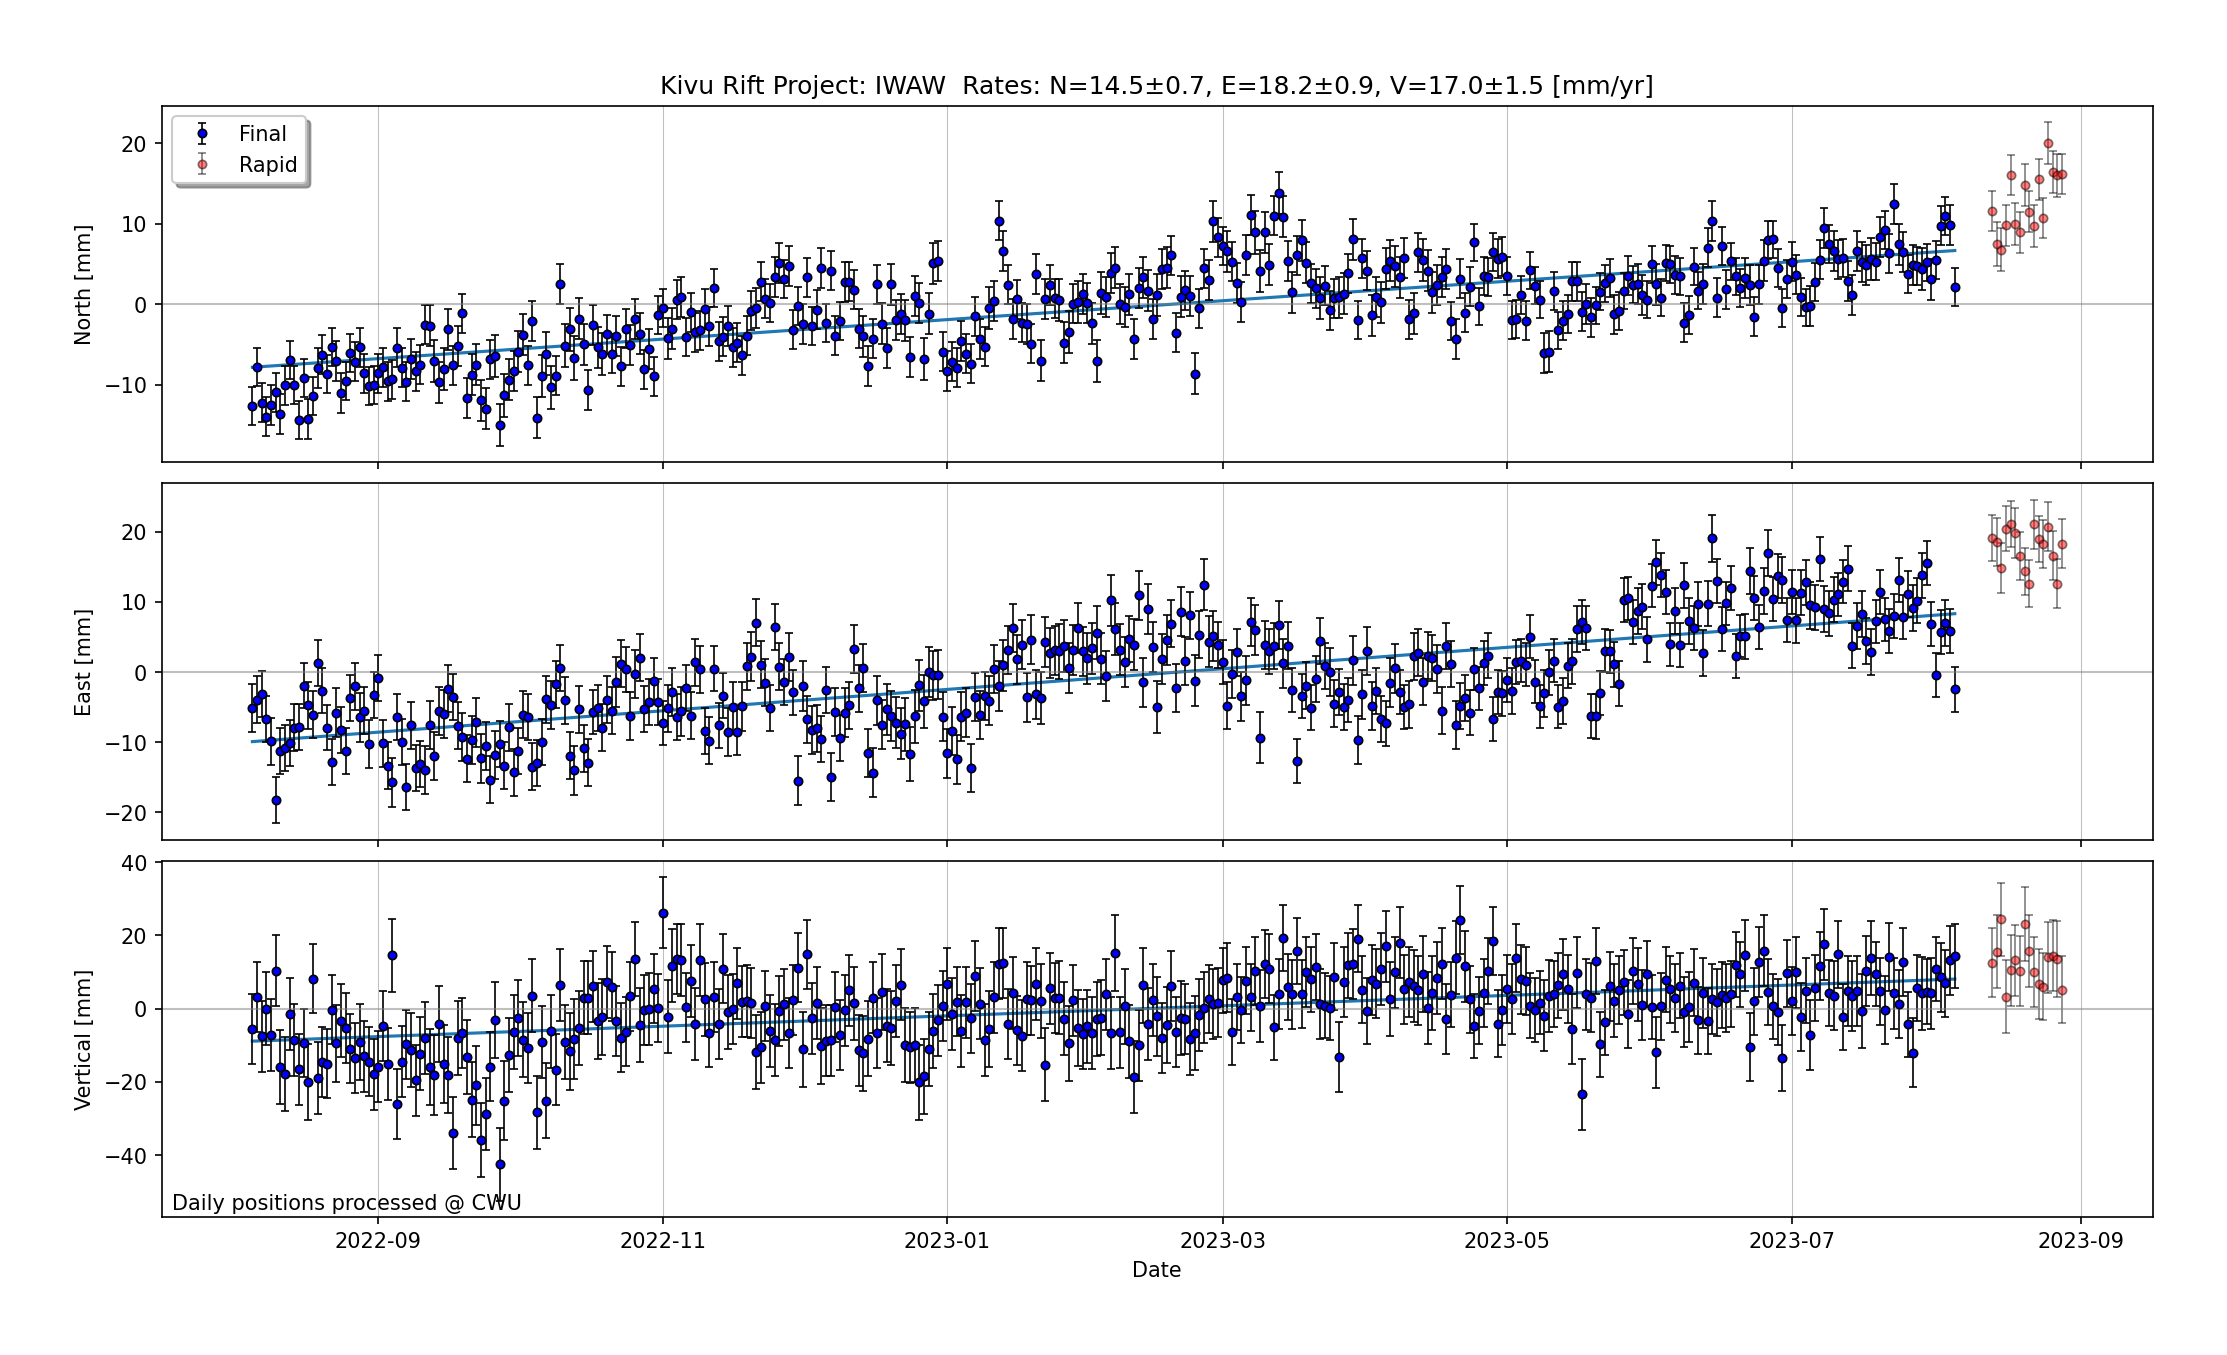 Kivu Rift Project: IWAW  Rates: N=14.5±0.7, E=18.2±0.9, V=17.0±1.5 [mm/yr]
Final
Rapid
North [mm]
20
10
0
−10
East [mm]
20
10
0
−10
−20
Vertical [mm]
40
20
0
−20
−40
Daily positions processed @ CWU
2022-09 2022-11 2023-01 2023-03 2023-05 2023-07 2023-09
Date